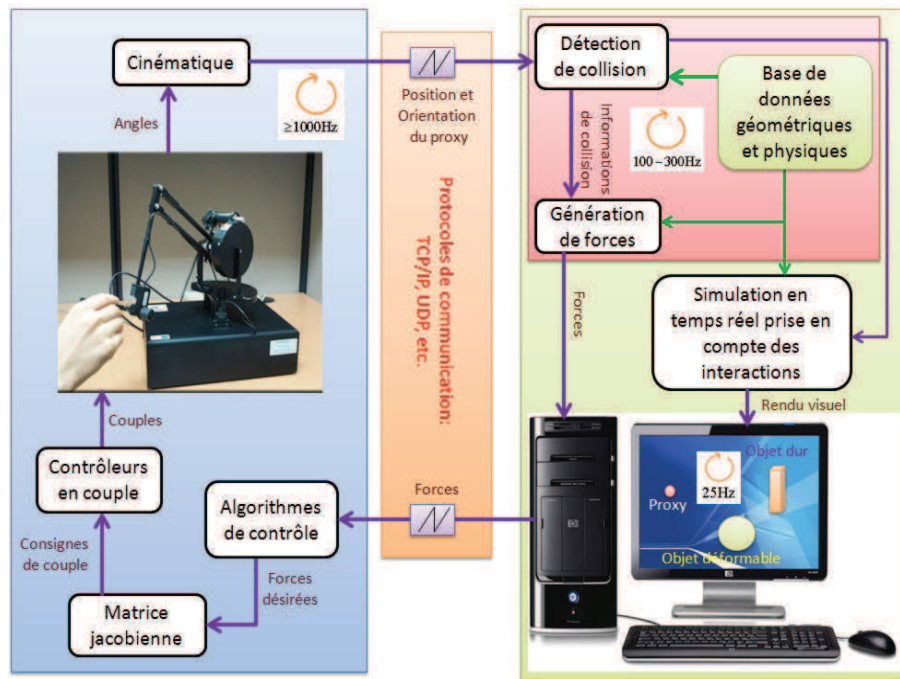 Cinématique
Angles
≥1000Hz
Position et
Orientation
du proxy
Protocoles de communication:
TCP/IP, UDP, etc.
Détection
de collision
Informations
de collision
100 – 300Hz
Base de
données
géométriques
et physiques
Génération
de forces
Forces
Simulation en
temps réel prise en
compte des
interactions
Rendu visuel
Objet dur
25Hz
Proxy
Objet déformable
Couples
Contrôleurs
en couple
Consignes
de couple
Matrice
jacobienne
Algorithmes
de contrôle
Forces
désirées
Forces